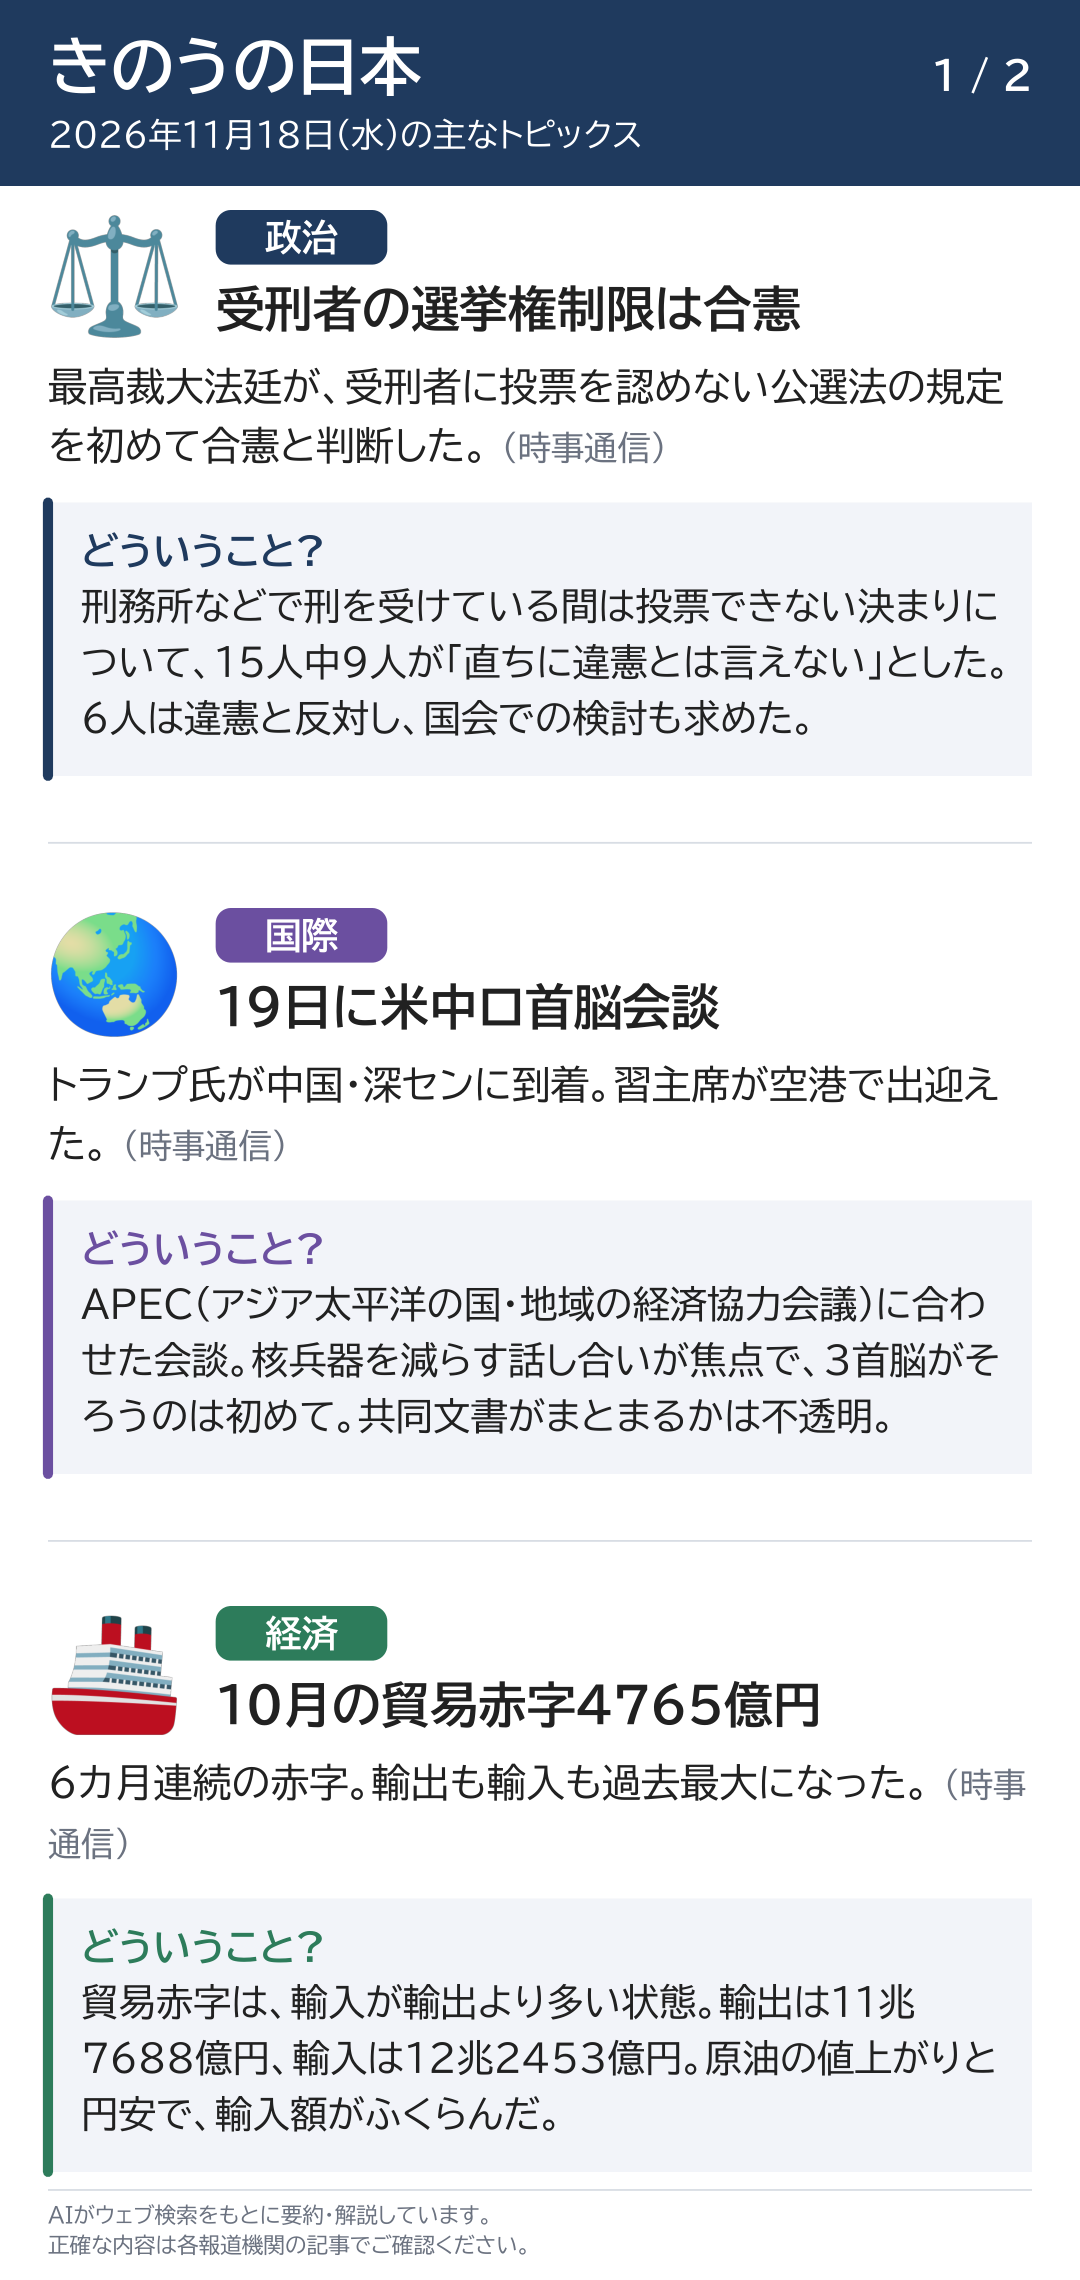 きのうの日本
1 / 2
2026年11月18日(水)の主なトピックス
政治
受刑者の選挙権制限は合憲
最高裁大法廷が、受刑者に投票を認めない公選法の規定
を初めて合憲と判断した。(時事通信)
どういうこと?
刑務所などで刑を受けている間は投票できない決まりに
ついて、15人中9人が「直ちに違憲とは言えない」とした。
6人は違憲と反対し、国会での検討も求めた。
国際
19日に米中ロ首脳会談
トランプ氏が中国・深センに到着。習主席が空港で出迎え
た。(時事通信)
どういうこと?
APEC(アジア太平洋の国・地域の経済協力会議)に合わ
せた会談。核兵器を減らす話し合いが焦点で、3首脳がそ
ろうのは初めて。共同文書がまとまるかは不透明。
経済
10月の貿易赤字4765億円
6カ月連続の赤字。輸出も輸入も過去最大になった。(時事
通信)
どういうこと?
貿易赤字は、輸入が輸出より多い状態。輸出は11兆
7688億円、輸入は12兆2453億円。原油の値上がりと
円安で、輸入額がふくらんだ。
AIがウェブ検索をもとに要約・解説しています。
正確な内容は各報道機関の記事でご確認ください。